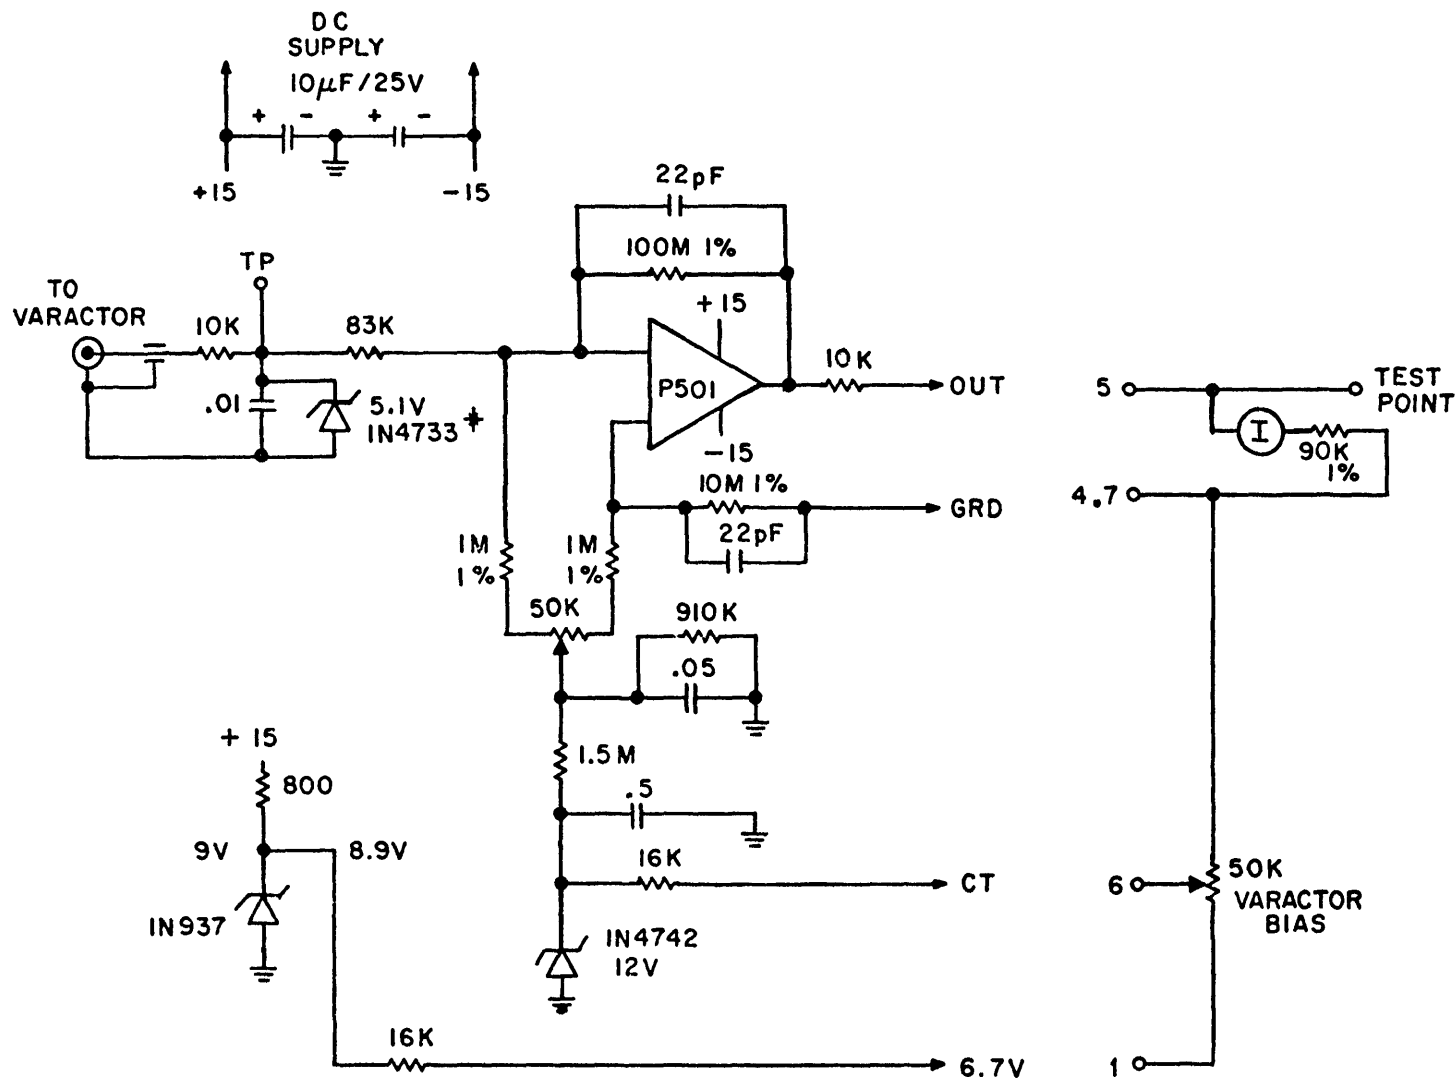 DC
SUPPLY
10µF/25V
+ - + -
+15
-15
22pF
100M 1%
TP
TO
VARACTOR
10K
83K
+15
P501
10K
OUT
.01
5.1V
IN4733 *
-15
10M 1%
GRD
22pF
1M
1%
1M
1%
50K
910K
.05
1.5M
+ 15
800
.5
9V
8.9V
16K
CT
IN937
IN4742
12V
16K
6.7V
5
TEST
POINT
I
90K
1%
4.7
6
50K
VARACTOR
BIAS
1